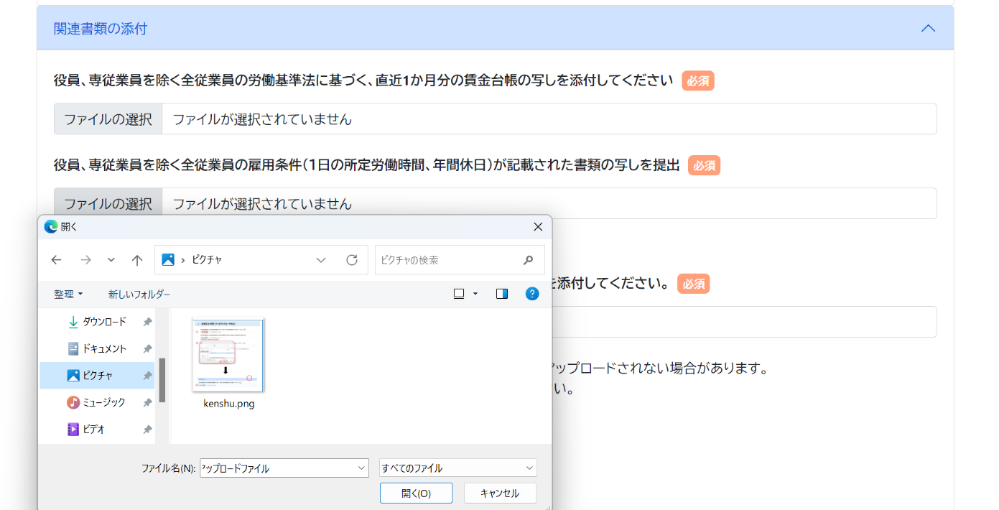 関連書類の添付
役員、専従業員を除く全従業員の労働基準法に基づく、直近1か月分の賃金台帳の写しを添付してください 必須
ファイルの選択 ファイルが選択されていません
役員、専従業員を除く全従業員の雇用条件(1日の所定労働時間、年間休日)が記載された書類の写しを提出 必須
ファイルの選択 ファイルが選択されていません
開く
ピクチャ
ピクチャの検索
を添付してください。 必須
整理 新しいフォルダー
ダウンロード
ドキュメント
ピクチャ
ミュージック
ビデオ
kenshu.png
アップロードされない場合があります。
い。
ファイル名(N): アップロードファイル すべてのファイル
開く(O) キャンセル